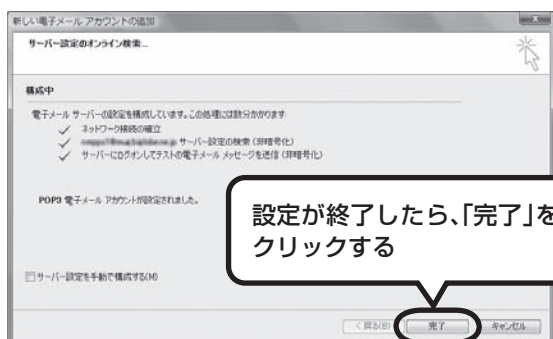 新しい電子メール アカウントの追加
サーバー設定のオンライン検索...
構成中
電子メール サーバーの設定を構成しています。この処理には数分かかります
ネットワーク接続の確立
サーバー設定の検索 (非暗号化)
サーバーにログオンしてテストの電子メール メッセージを送信 (非暗号化)
POP3 電子メール アカウントが設定されました。
設定が終了したら、「完了」を
クリックする
サーバー設定を手動で構成する(M)
< 戻る(B) 完了 キャンセル